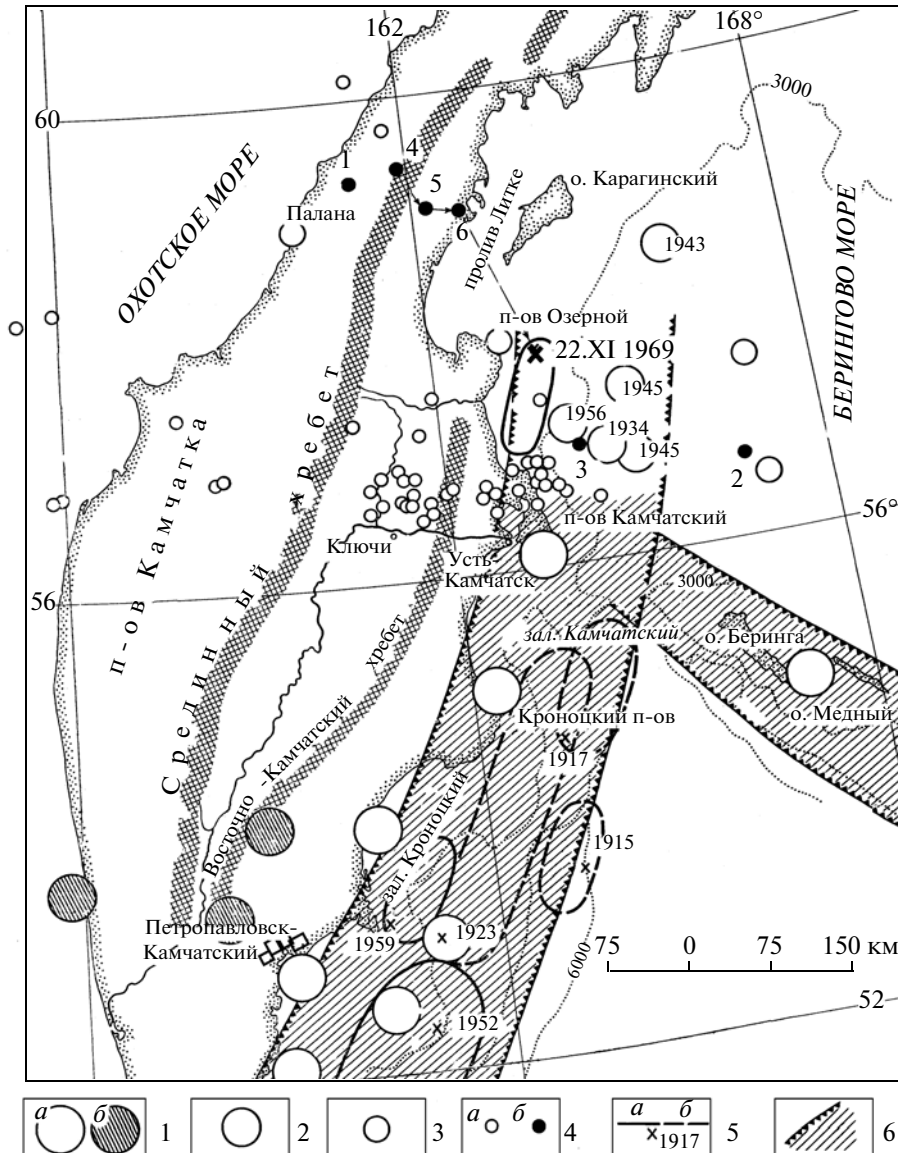 162
168°
3000
60
ОХОТСКОЕ МОРЕ
1
4
5
6
Палана
пролив Литке
о. Карагинский
1943
БЕРИНГОВО МОРЕ
п-ов Озерной
22.XI 1969
1945
1956
1934
1945
3
2
п-ов Камчатка
Срединный хребет
56°
п-ов Камчатский
Ключи
Усть-
Камчатск
56
3000
зал. Камчатский
о. Беринга
о. Медный
Восточно-Камчатский хребет
Кроноцкий п-ов
1917
1915
зал. Кроноцкий
Петропавловск-
Камчатский
1959
1923
75 0 75 150 км
6000
52
1952
а б 1
2
3
а б 4
а б 1917 5
6